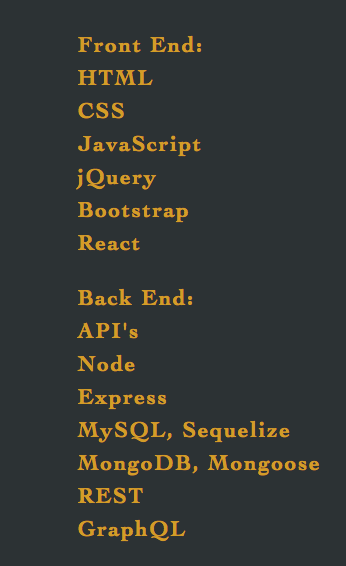 Front End:
HTML
CSS
JavaScript
jQuery
Bootstrap
React
Back End:
API's
Node
Express
MySQL, Sequelize
MongoDB, Mongoose
REST
GraphQL